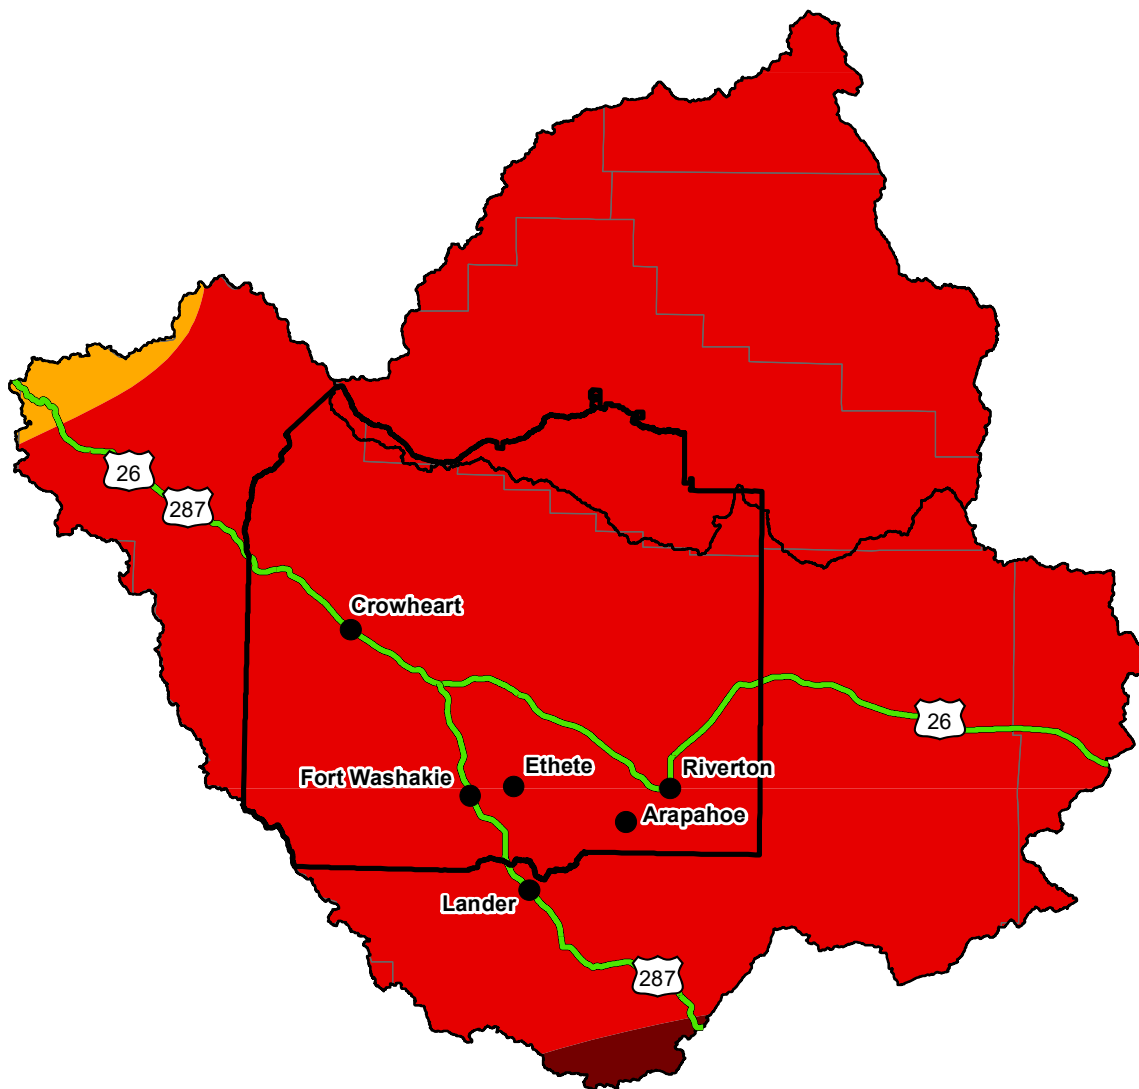 26
287
Crowheart
26
Ethete
Riverton
Fort Washakie
Arapahoe
Lander
287